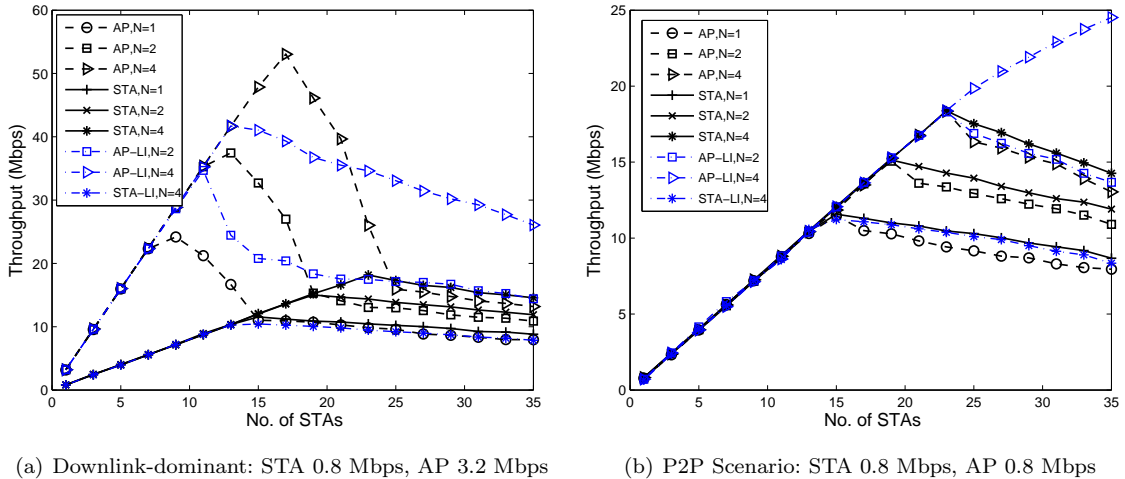 60
50
40
30
20
10
0
0 5 10 15 20 25 30 35
Throughput (Mbps)
No. of STAs
AP,N=1
AP,N=2
AP,N=4
STA,N=1
STA,N=2
STA,N=4
AP−LI,N=2
AP−LI,N=4
STA−LI,N=4
(a) Downlink-dominant: STA 0.8 Mbps, AP 3.2 Mbps
25
20
15
10
5
0
0 5 10 15 20 25 30 35
Throughput (Mbps)
No. of STAs
AP,N=1
AP,N=2
AP,N=4
STA,N=1
STA,N=2
STA,N=4
AP−LI,N=2
AP−LI,N=4
STA−LI,N=4
(b) P2P Scenario: STA 0.8 Mbps, AP 0.8 Mbps